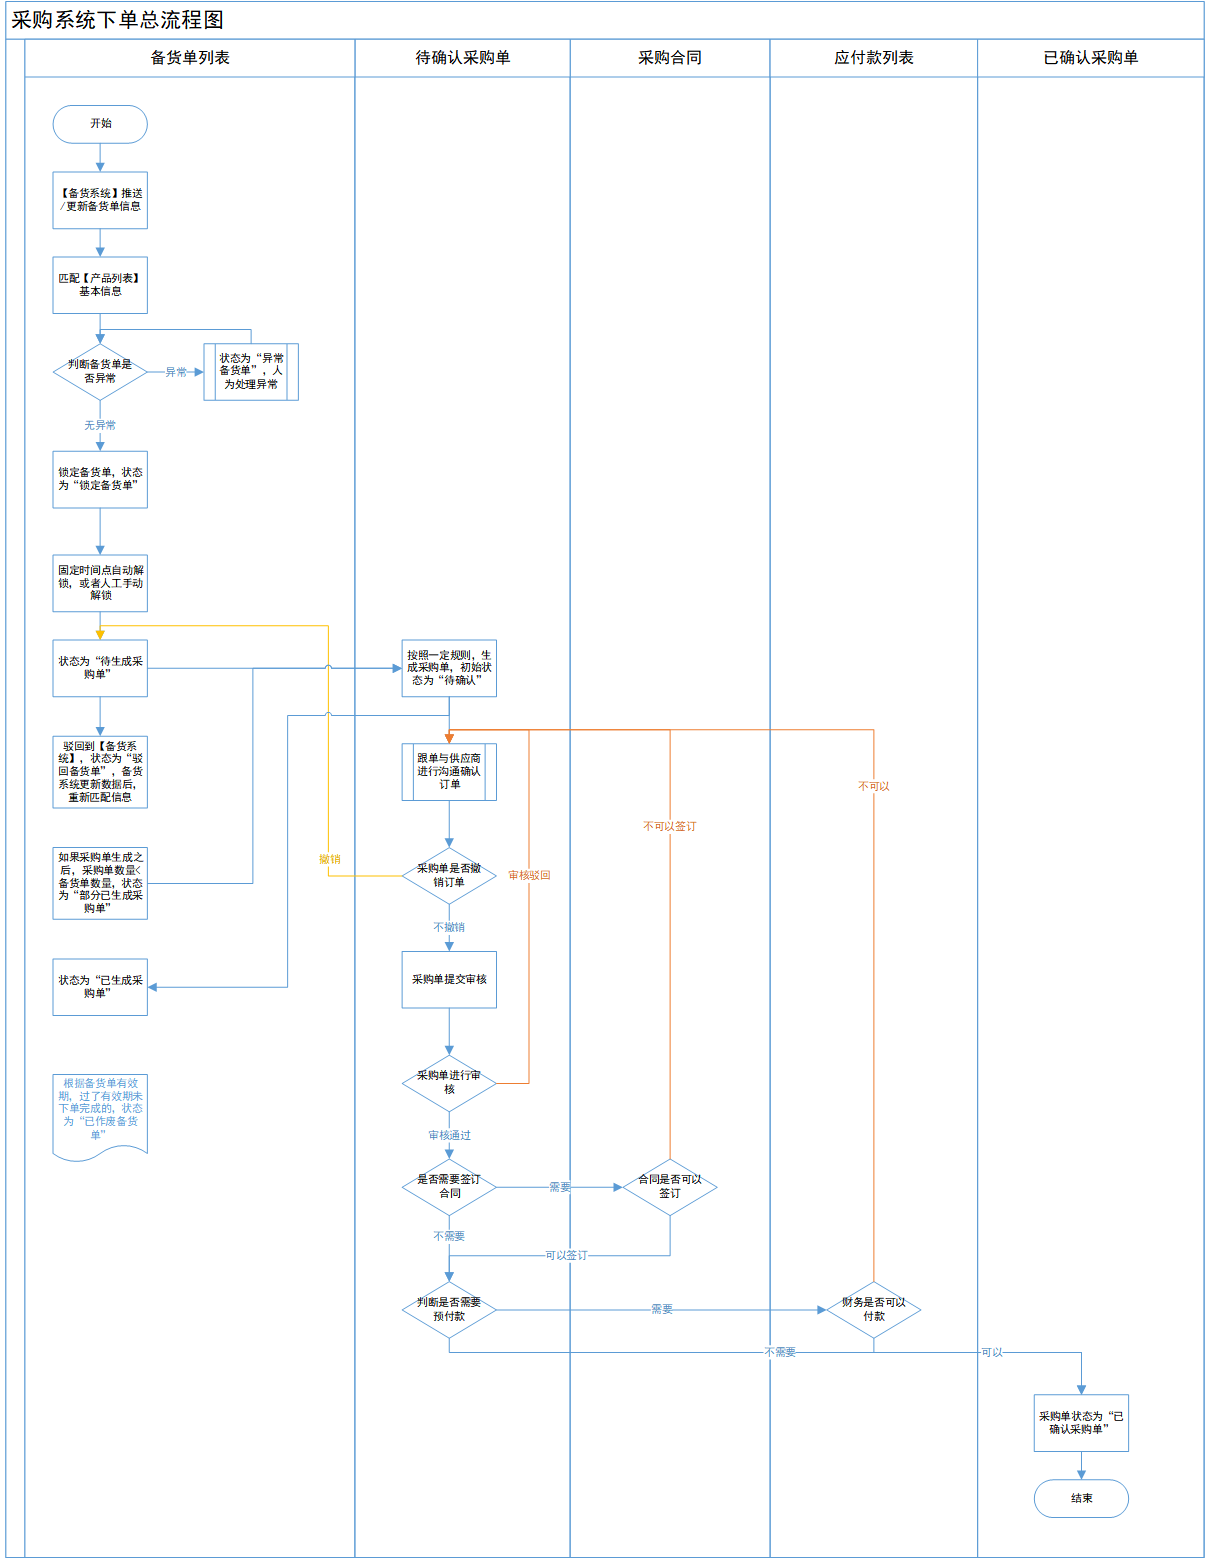 采购系统下单总流程图
备货单列表
待确认采购单
采购合同
应付款列表
已确认采购单
开始
【备货系统】推送
/更新备货单信息
匹配【产品列表】
基本信息
判断备货单是
否异常
异常
状态为“异常
备货单”，人
为处理异常
无异常
锁定备货单，状态
为“锁定备货单”
固定时间点自动解
锁，或者人工手动
解锁
状态为“待生成采
购单”
按照一定规则，生
成采购单，初始状
态为“待确认”
驳回到【备货系
统】，状态为“驳
回备货单”，备货
系统更新数据后，
重新匹配信息
跟单与供应商
进行沟通确认
订单
不可以
不可以签订
如果采购单生成之
后，采购单数量<
备货单数量，状态
为“部分已生成采
购单”
撤销
采购单是否撤
销订单
审核驳回
不撤销
采购单提交审核
状态为“已生成采
购单”
采购单进行审
核
根据备货单有效
期，过了有效期未
下单完成的，状态
为“已作废备货
单”
审核通过
是否需要签订
合同
需要
合同是否可以
签订
不需要
可以签订
判断是否需要
预付款
需要
财务是否可以
付款
不需要
可以
采购单状态为“已
确认采购单”
结束